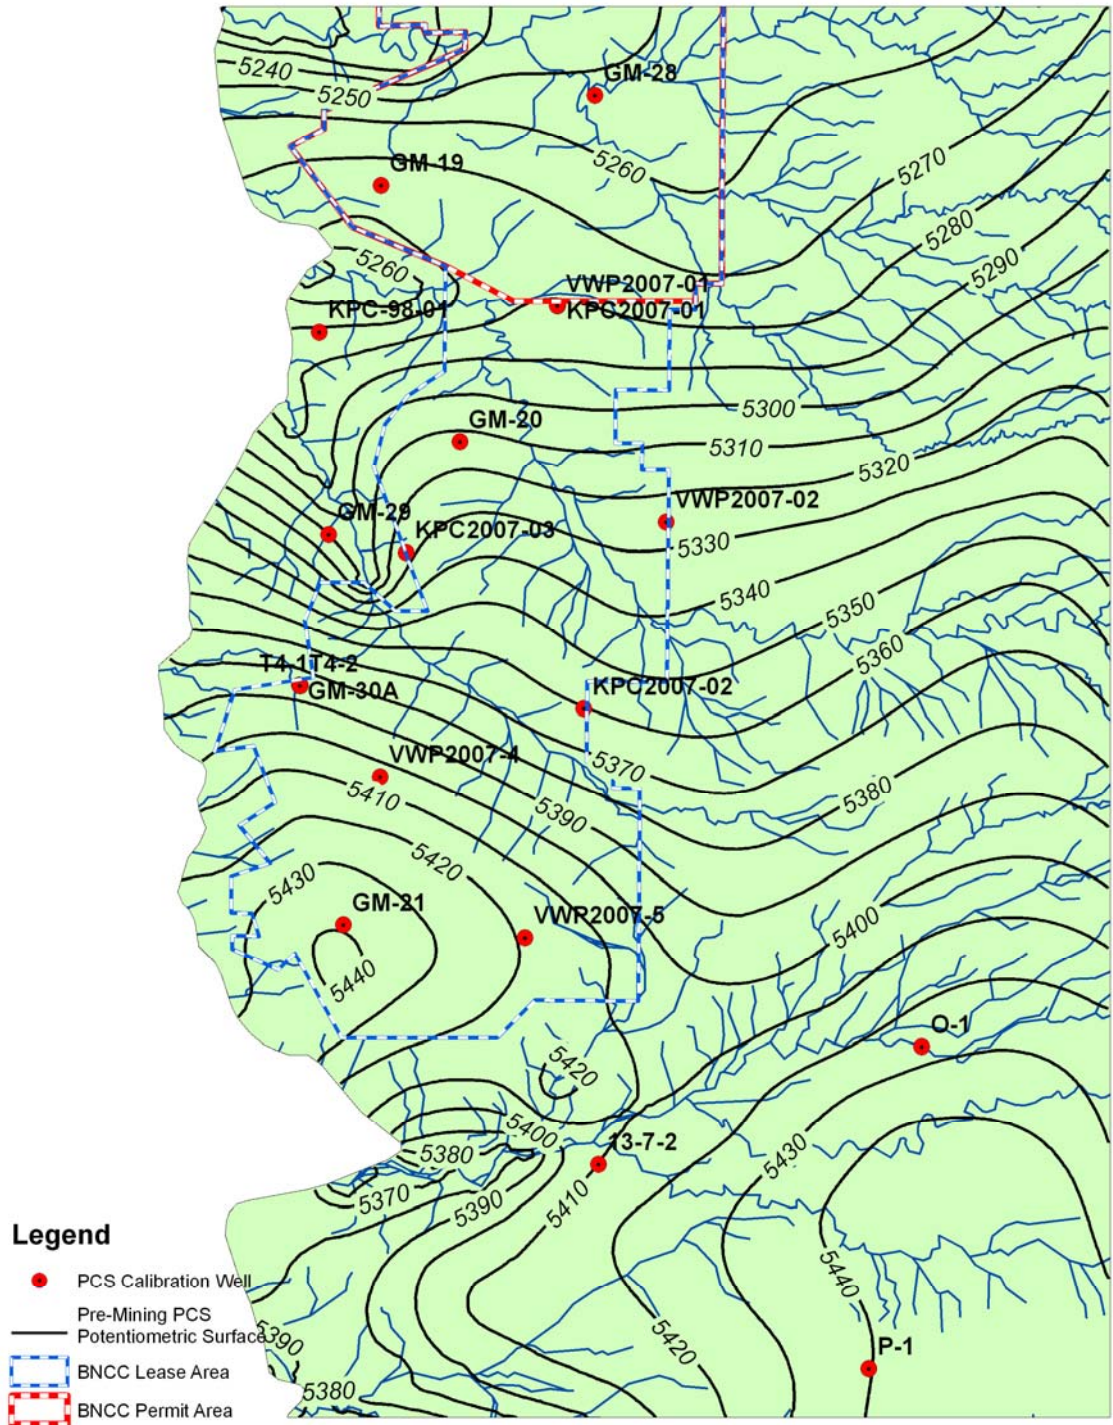 5240
GM-28
5250
GM-19
5260
5270
5280
5260
5290
VWP2007-01
KPC-98-01
KPC2007-01
5300
GM-20
5310
5320
VWP2007-02
GM-29
KPC2007-03
5330
5340
5350
5360
T4-1T4-2
GM-30A
KPC2007-02
VWP2007-4
5370
5410
5390
5380
5420
5430
GM-21
VWP2007-5
5400
5440
O-1
5420
5400
13-7-2
5380
5430
5370
5390
5410
5440
Legend
PCS Calibration Well
Pre-Mining PCS
Potentiometric Surface
5390
5420
P-1
BNCC Lease Area
5380
BNCC Permit Area